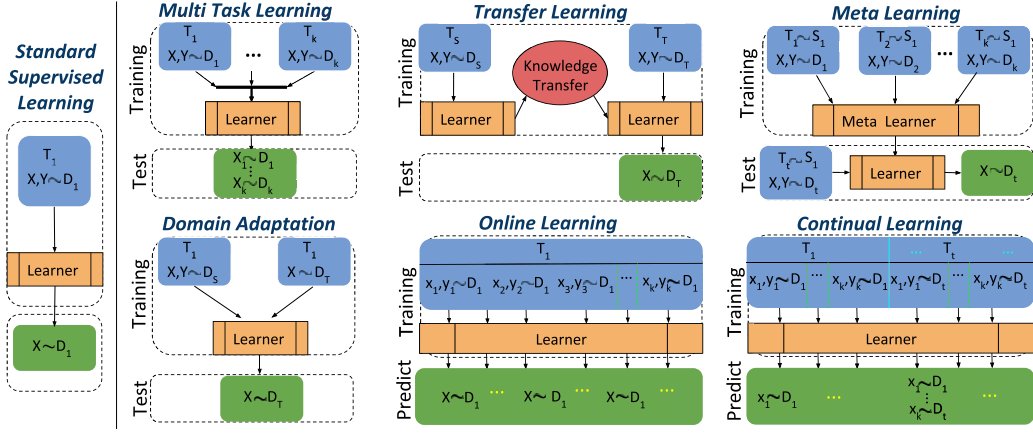 Standard
Supervised
Learning
T1
X,Y~D1
Learner
X~D1
Multi Task Learning
Training
T1
X,Y~D1
...
Tk
X,Y~Dk
Learner
Test
X1~D1
⋮
Xk~Dk
Transfer Learning
Training
TS
X,Y~DS
Knowledge
Transfer
TT
X,Y~DT
Learner
Learner
Test
X~DT
Meta Learning
Training
T1~S1
X,Y~D1
T2~S1
X,Y~D2
...
Tk~S1
X,Y~Dk
Meta Learner
Test
Tt~S1
X,Y~Dt
Learner
X~Dt
Domain Adaptation
Training
T1
X,Y~DS
T1
X~DT
Learner
Test
X~DT
Online Learning
Training
T1
x1,y1~D1 x2,y2~D1 x3,y3~D1 ... xk,yk~D1
Learner
Predict
X~D1 ... X~D1 ... X~D1 ...
Continual Learning
Training
T1 ... Tt ...
x1,y1~D1 ... xk,yk~D1 x1,y1~Dt ... xk,yk~Dt
Learner
Predict
x1~D1 ... x1~D1 ...
⋮
xk~Dt